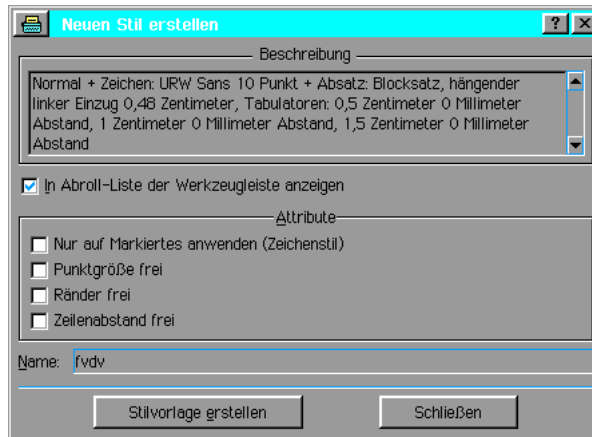 Neuen Stil erstellen
Beschreibung
Normal + Zeichen: URW Sans 10 Punkt + Absatz: Blocksatz, hängender
linker Einzug 0,48 Zentimeter, Tabulatoren: 0,5 Zentimeter 0 Millimeter
Abstand, 1 Zentimeter 0 Millimeter Abstand, 1,5 Zentimeter 0 Millimeter
Abstand
In Abroll-Liste der Werkzeugleiste anzeigen
Attribute
Nur auf Markiertes anwenden (Zeichenstil)
Punktgröße frei
Ränder frei
Zeilenabstand frei
Name: fvdv
Stilvorlage erstellen Schließen